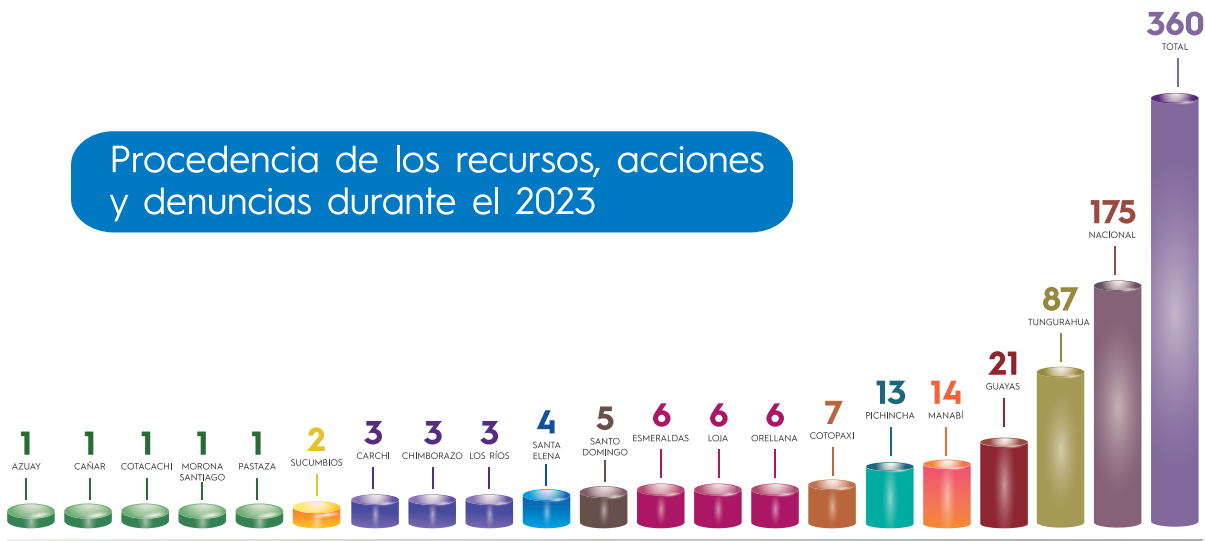 Procedencia de los recursos, acciones
y denuncias durante el 2023
1
AZUAY
1
CAÑAR
1
COTACACHI
1
MORONA
SANTIAGO
1
PASTAZA
2
SUCUMBIOS
3
CARCHI
3
CHIMBORAZO
3
LOS RÍOS
4
SANTA
ELENA
5
SANTO
DOMINGO
6
ESMERALDAS
6
LOJA
6
ORELLANA
7
COTOPAXI
13
PICHINCHA
14
MANABÍ
21
GUAYAS
87
TUNGURAHUA
175
NACIONAL
360
TOTAL